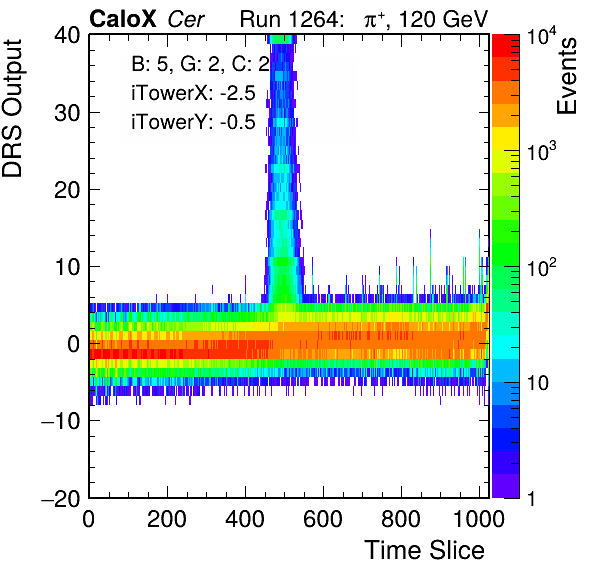 CaloX Cer Run 1264: π⁺, 120 GeV
B: 5, G: 2, C: 2
iTowerX: -2.5
iTowerY: -0.5
DRS Output
40
30
20
10
0
−10
−20
0 200 400 600 800 1000
Time Slice
Events
10⁴
10³
10²
10
1